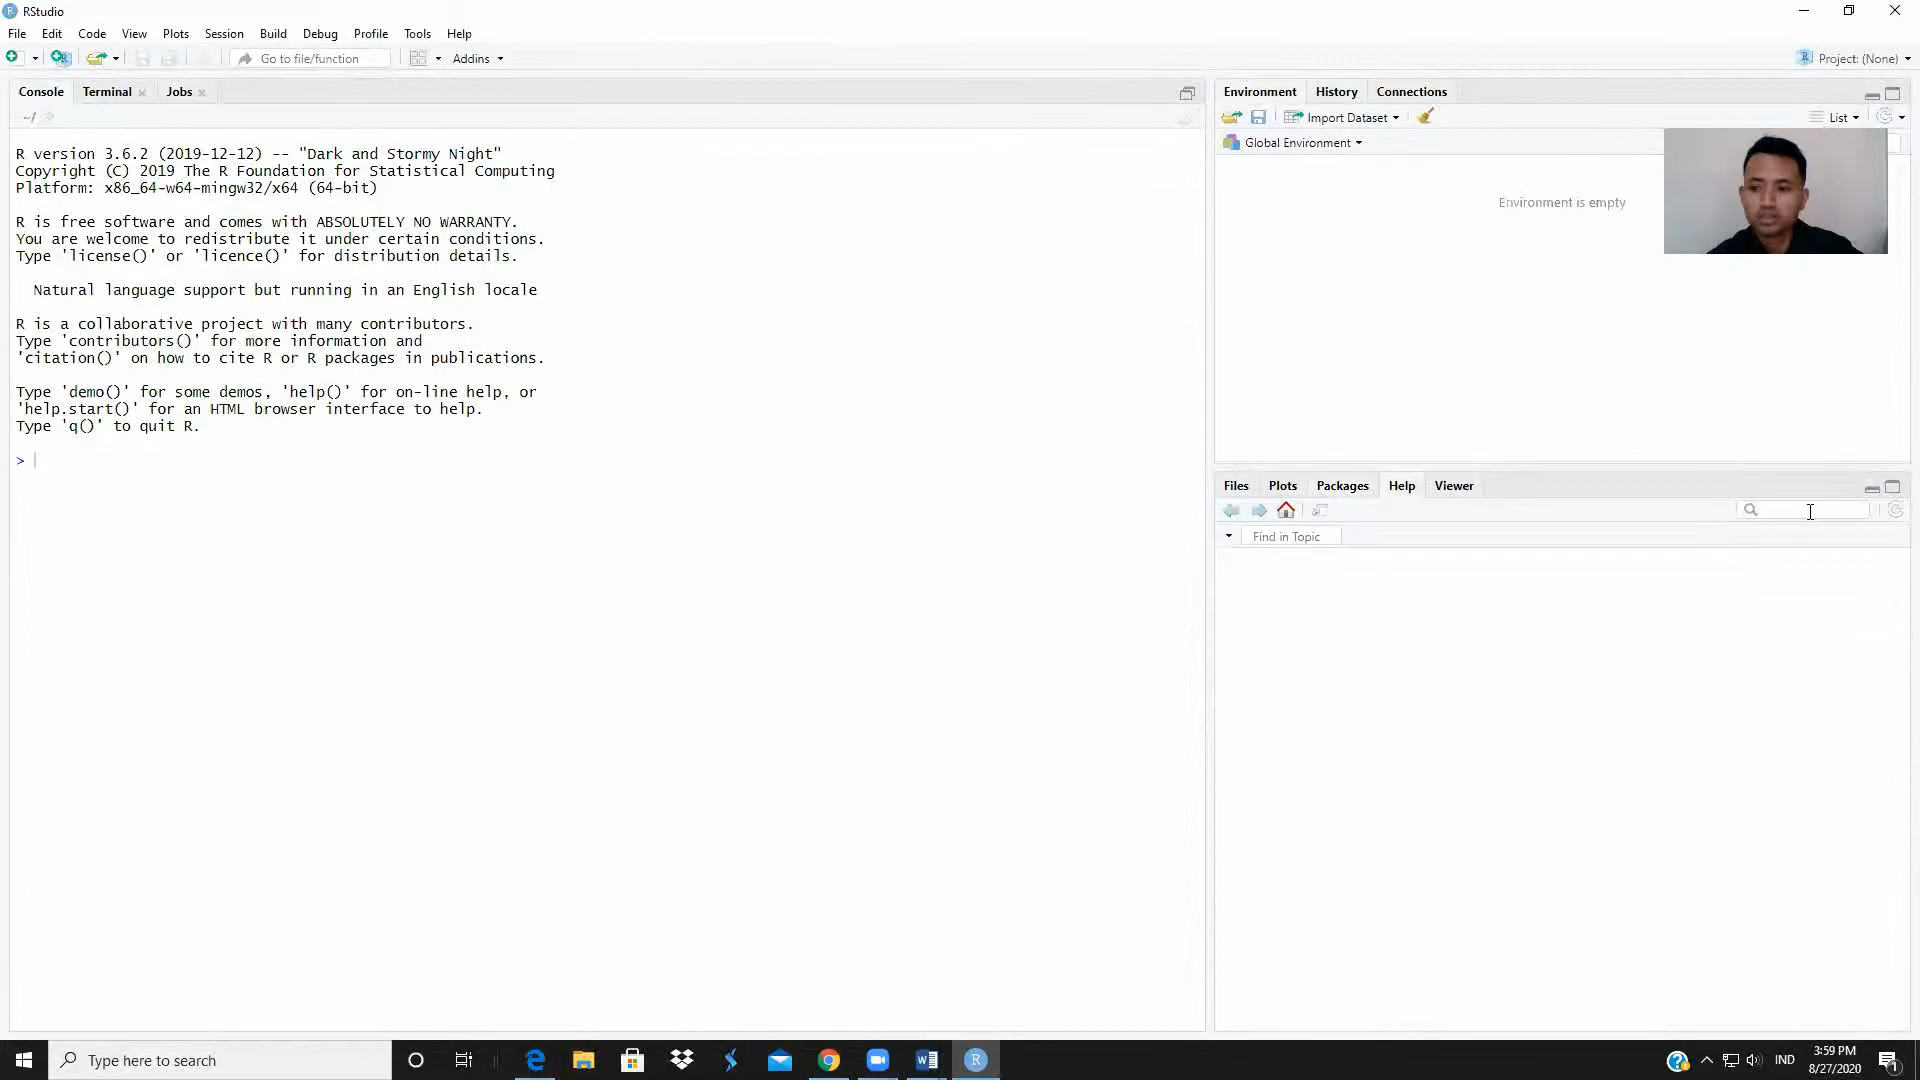 RStudio
File Edit Code View Plots Session Build Debug Profile Tools Help
Go to file/function Addins Project: (None)
Console Terminal Jobs
~/
R version 3.6.2 (2019-12-12) -- "Dark and Stormy Night"
Copyright (C) 2019 The R Foundation for Statistical Computing
Platform: x86_64-w64-mingw32/x64 (64-bit)
R is free software and comes with ABSOLUTELY NO WARRANTY.
You are welcome to redistribute it under certain conditions.
Type 'license()' or 'licence()' for distribution details.
Natural language support but running in an English locale
R is a collaborative project with many contributors.
Type 'contributors()' for more information and
'citation()' on how to cite R or R packages in publications.
Type 'demo()' for some demos, 'help()' for on-line help, or
'help.start()' for an HTML browser interface to help.
Type 'q()' to quit R.
>
Environment History Connections
Import Dataset List
Global Environment
Environment is empty
Files Plots Packages Help Viewer
Find in Topic
Type here to search
IND
3:59 PM
8/27/2020
1